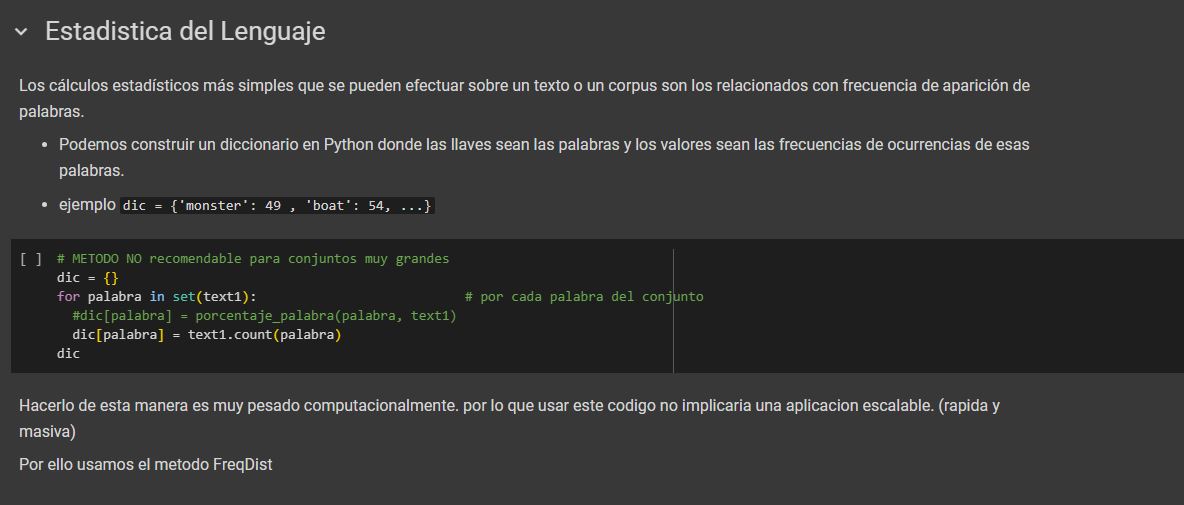 Estadistica del Lenguaje
Los cálculos estadísticos más simples que se pueden efectuar sobre un texto o un corpus son los relacionados con frecuencia de aparición de
palabras.
• Podemos construir un diccionario en Python donde las llaves sean las palabras y los valores sean las frecuencias de ocurrencias de esas
palabras.
• ejemplo dic = {'monster': 49 , 'boat': 54, ...}
[ ] # METODO NO recomendable para conjuntos muy grandes
dic = {}
for palabra in set(text1): # por cada palabra del conjunto
#dic[palabra] = porcentaje_palabra(palabra, text1)
dic[palabra] = text1.count(palabra)
dic
Hacerlo de esta manera es muy pesado computacionalmente. por lo que usar este codigo no implicaria una aplicacion escalable. (rapida y
masiva)
Por ello usamos el metodo FreqDist